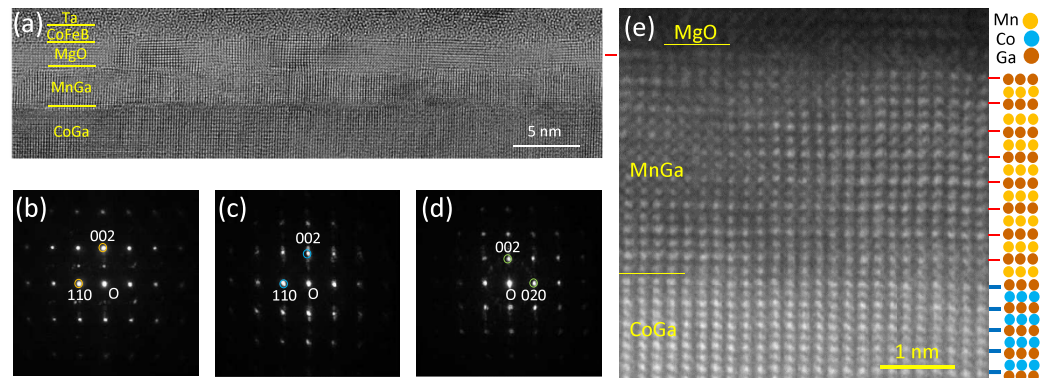 (a)
Ta
CoFeB
MgO
MnGa
CoGa
5 nm
(b)
002
110
O
(c)
002
110
O
(d)
002
O 020
(e)
MgO
MnGa
CoGa
1 nm
Mn
Co
Ga